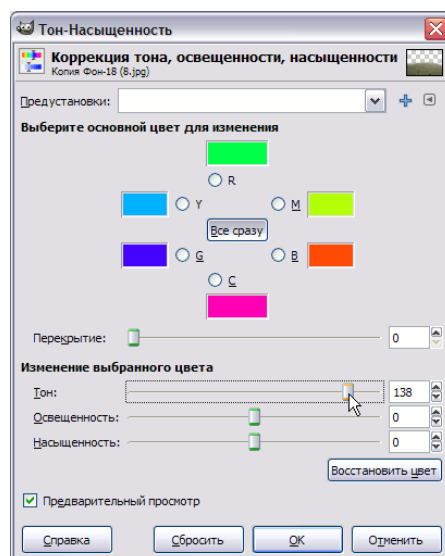 Тон-Насыщенность
Коррекция тона, освещенности, насыщенности
Копия Фон-18 (8.jpg)
Предустановки:
Выберите основной цвет для изменения
R
Y M
Все сразу
G B
C
Перекрытие: 0
Изменение выбранного цвета
Тон: 138
Освещенность: 0
Насыщенность: 0
Восстановить цвет
Предварительный просмотр
Справка Сбросить OK Отменить